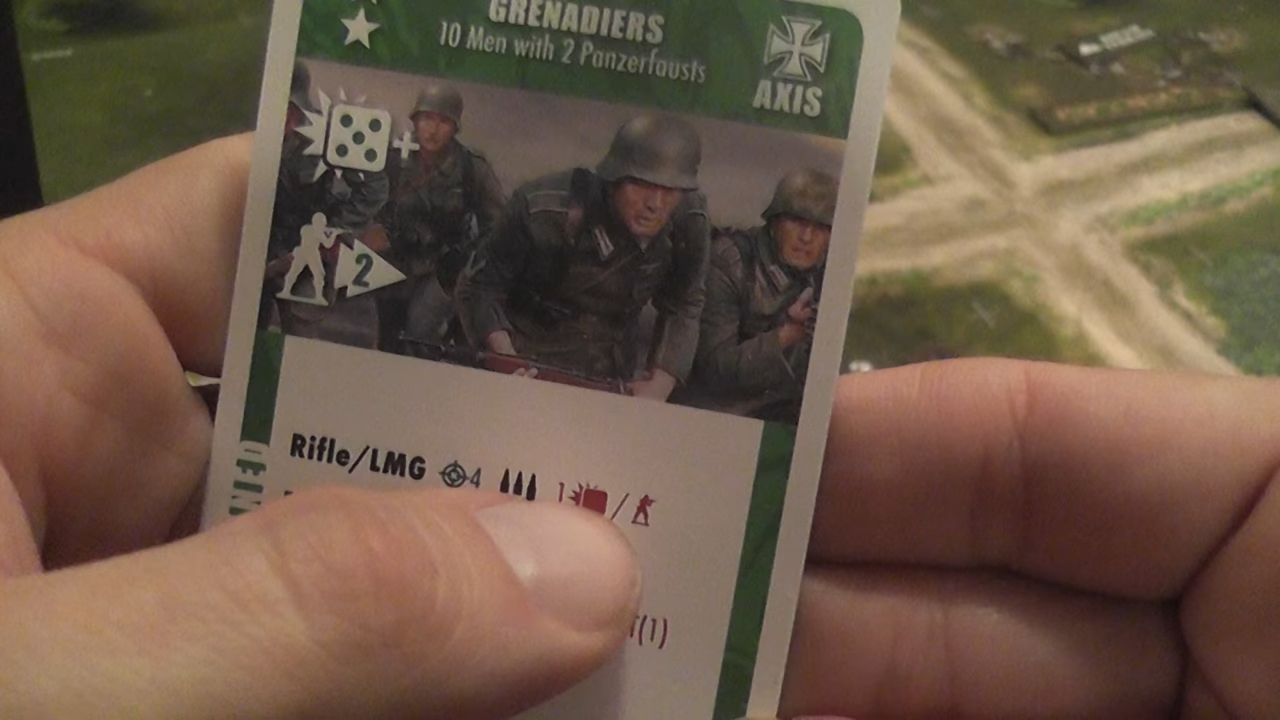 GRENADIERS
10 Men with 2 Panzerfausts
AXIS
2
Rifle/LMG 4 1 /
(1)